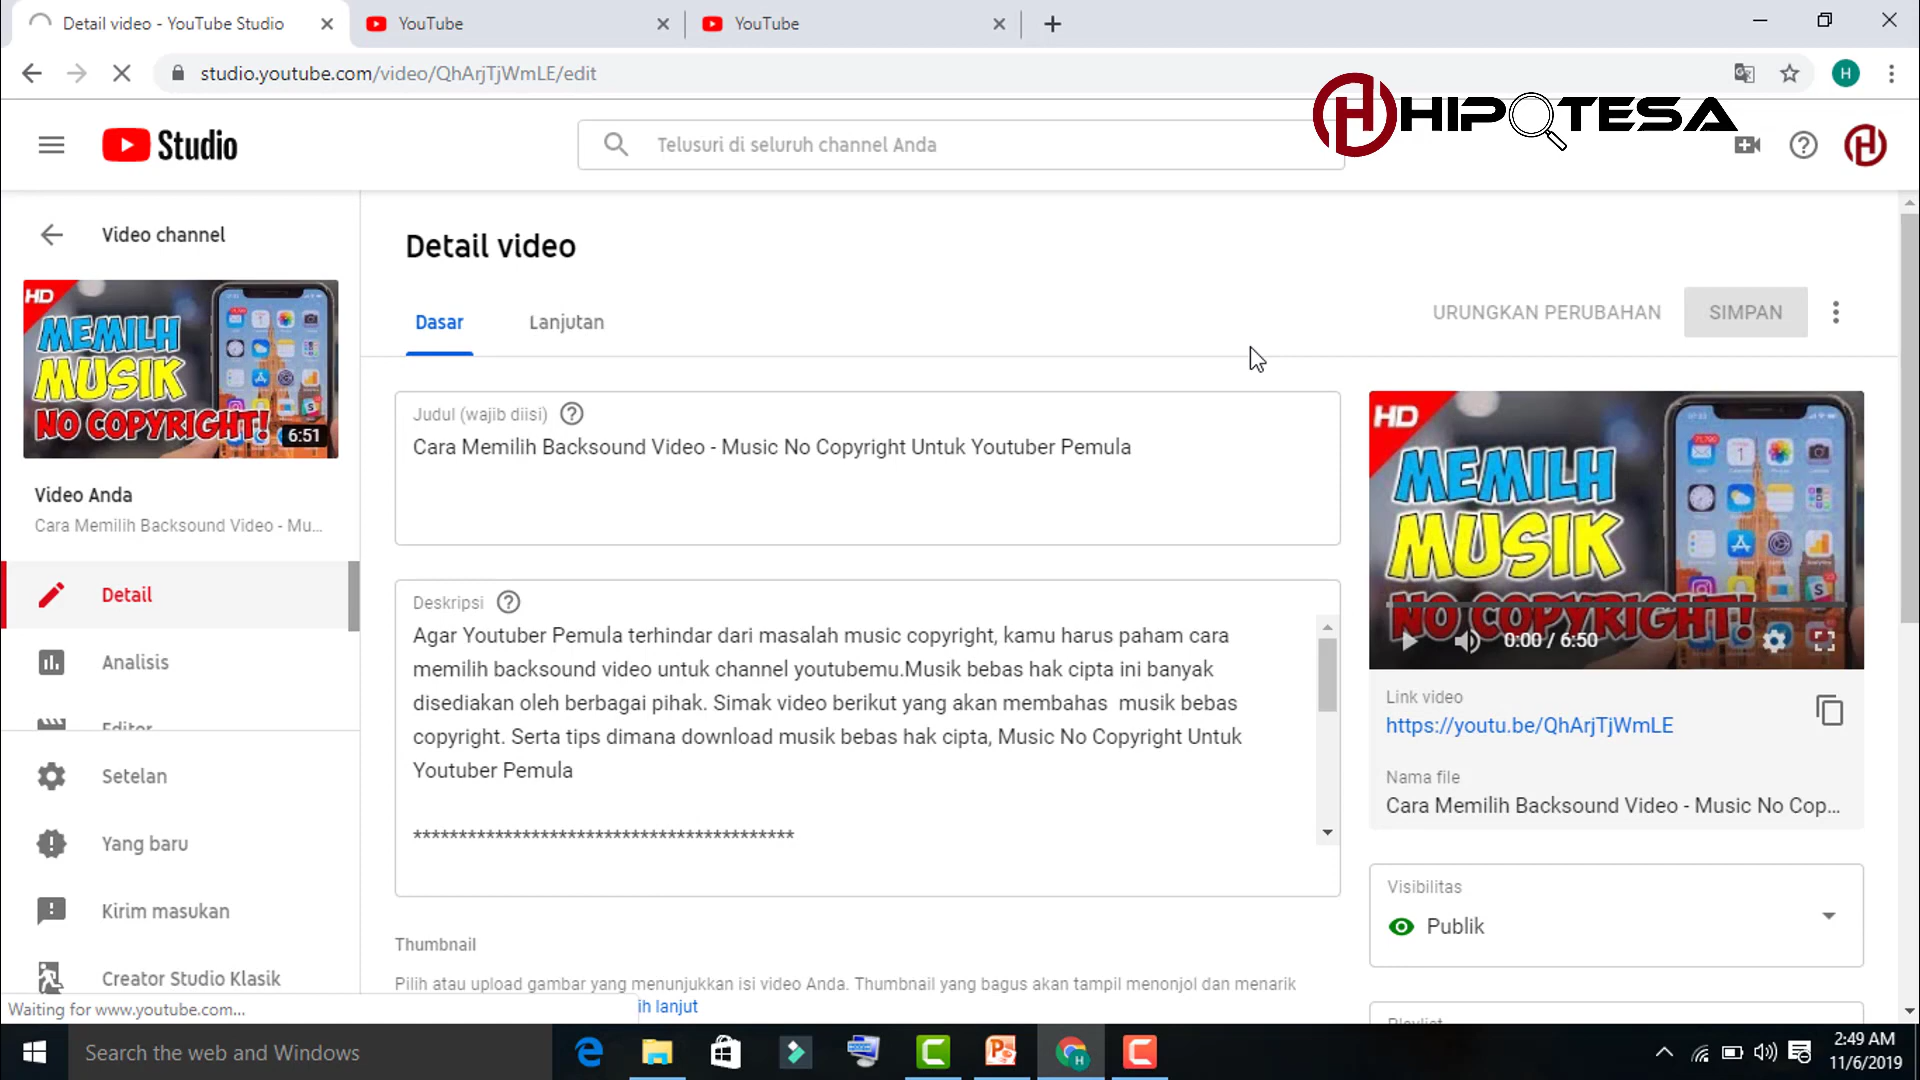 Detail video - YouTube Studio
YouTube
YouTube
studio.youtube.com/video/QhArjTjWmLE/edit
H
HIPOTESA
Studio
Telusuri di seluruh channel Anda
Video channel
Detail video
HD
MEMILIH
MUSIK
NO COPYRIGHT!
6:51
Dasar
Lanjutan
URUNGKAN PERUBAHAN
SIMPAN
Video Anda
Cara Memilih Backsound Video - Mu...
Judul (wajib diisi)
Cara Memilih Backsound Video - Music No Copyright Untuk Youtuber Pemula
HD
MEMILH
MUSIK
NO COPYRIGHT!
0:00 / 6:50
Detail
Analisis
Editor
Setelan
Yang baru
Kirim masukan
Creator Studio Klasik
Deskripsi
Agar Youtuber Pemula terhindar dari masalah music copyright, kamu harus paham cara
memilih backsound video untuk channel youtubemu.Musik bebas hak cipta ini banyak
disediakan oleh berbagai pihak. Simak video berikut yang akan membahas  musik bebas
copyright. Serta tips dimana download musik bebas hak cipta, Music No Copyright Untuk
Youtuber Pemula
******************************************
Link video
https://youtu.be/QhArjTjWmLE
Nama file
Cara Memilih Backsound Video - Music No Cop...
Visibilitas
Publik
Thumbnail
Pilih atau upload gambar yang menunjukkan isi video Anda. Thumbnail yang bagus akan tampil menonjol dan menarik
ih lanjut
Playlist
Waiting for www.youtube.com...
Search the web and Windows
2:49 AM
11/6/2019